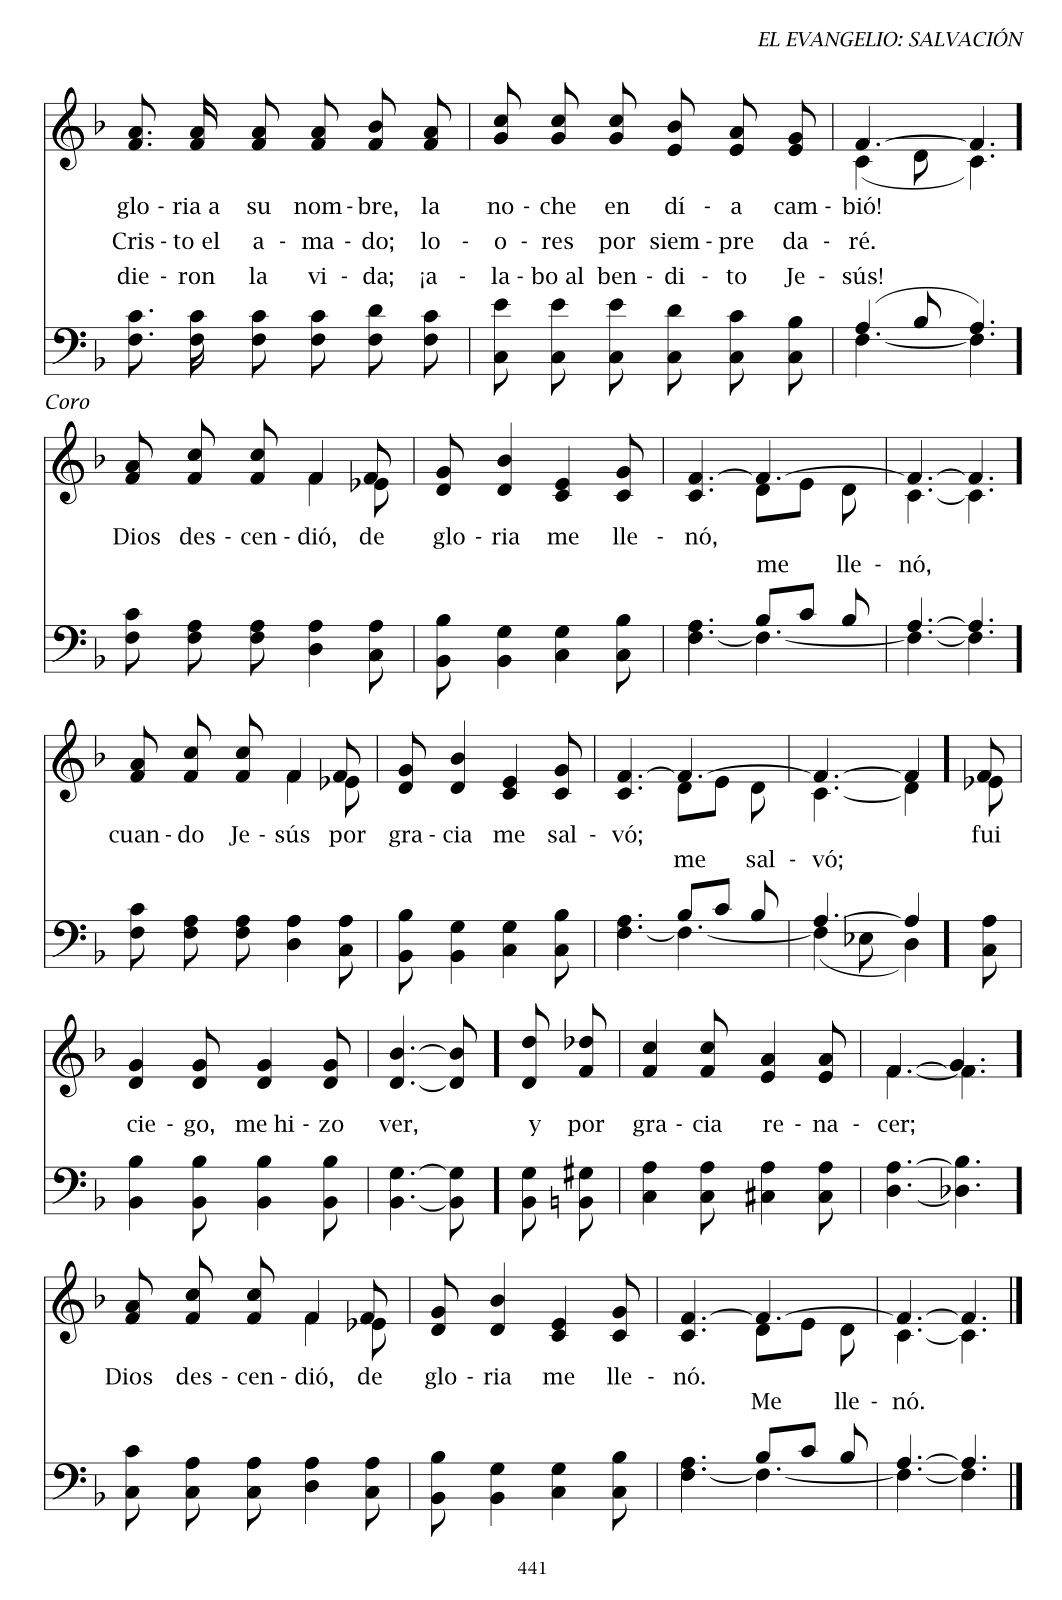 EL EVANGELIO: SALVACIÓN
glo - ria a su nom - bre, la no - che en dí - a cam - bió!
Cris - to el a - ma - do; lo - o - res por siem - pre da - ré.
die - ron la vi - da; ¡a - la - bo al ben - di - to Je - sús!
Coro
Dios des - cen - dió, de glo - ria me lle - nó,
me lle - nó,
cuan - do Je - sús por gra - cia me sal - vó; fui
me sal - vó;
cie - go, me hi - zo ver, y por gra - cia re - na - cer;
Dios des - cen - dió, de glo - ria me lle - nó.
Me lle - nó.
441